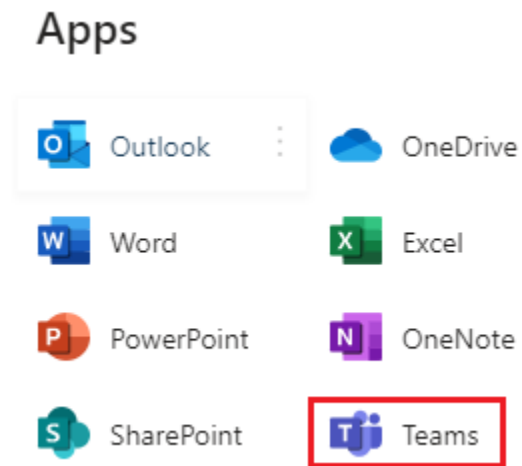 Apps
Outlook OneDrive
Word Excel
PowerPoint OneNote
SharePoint Teams